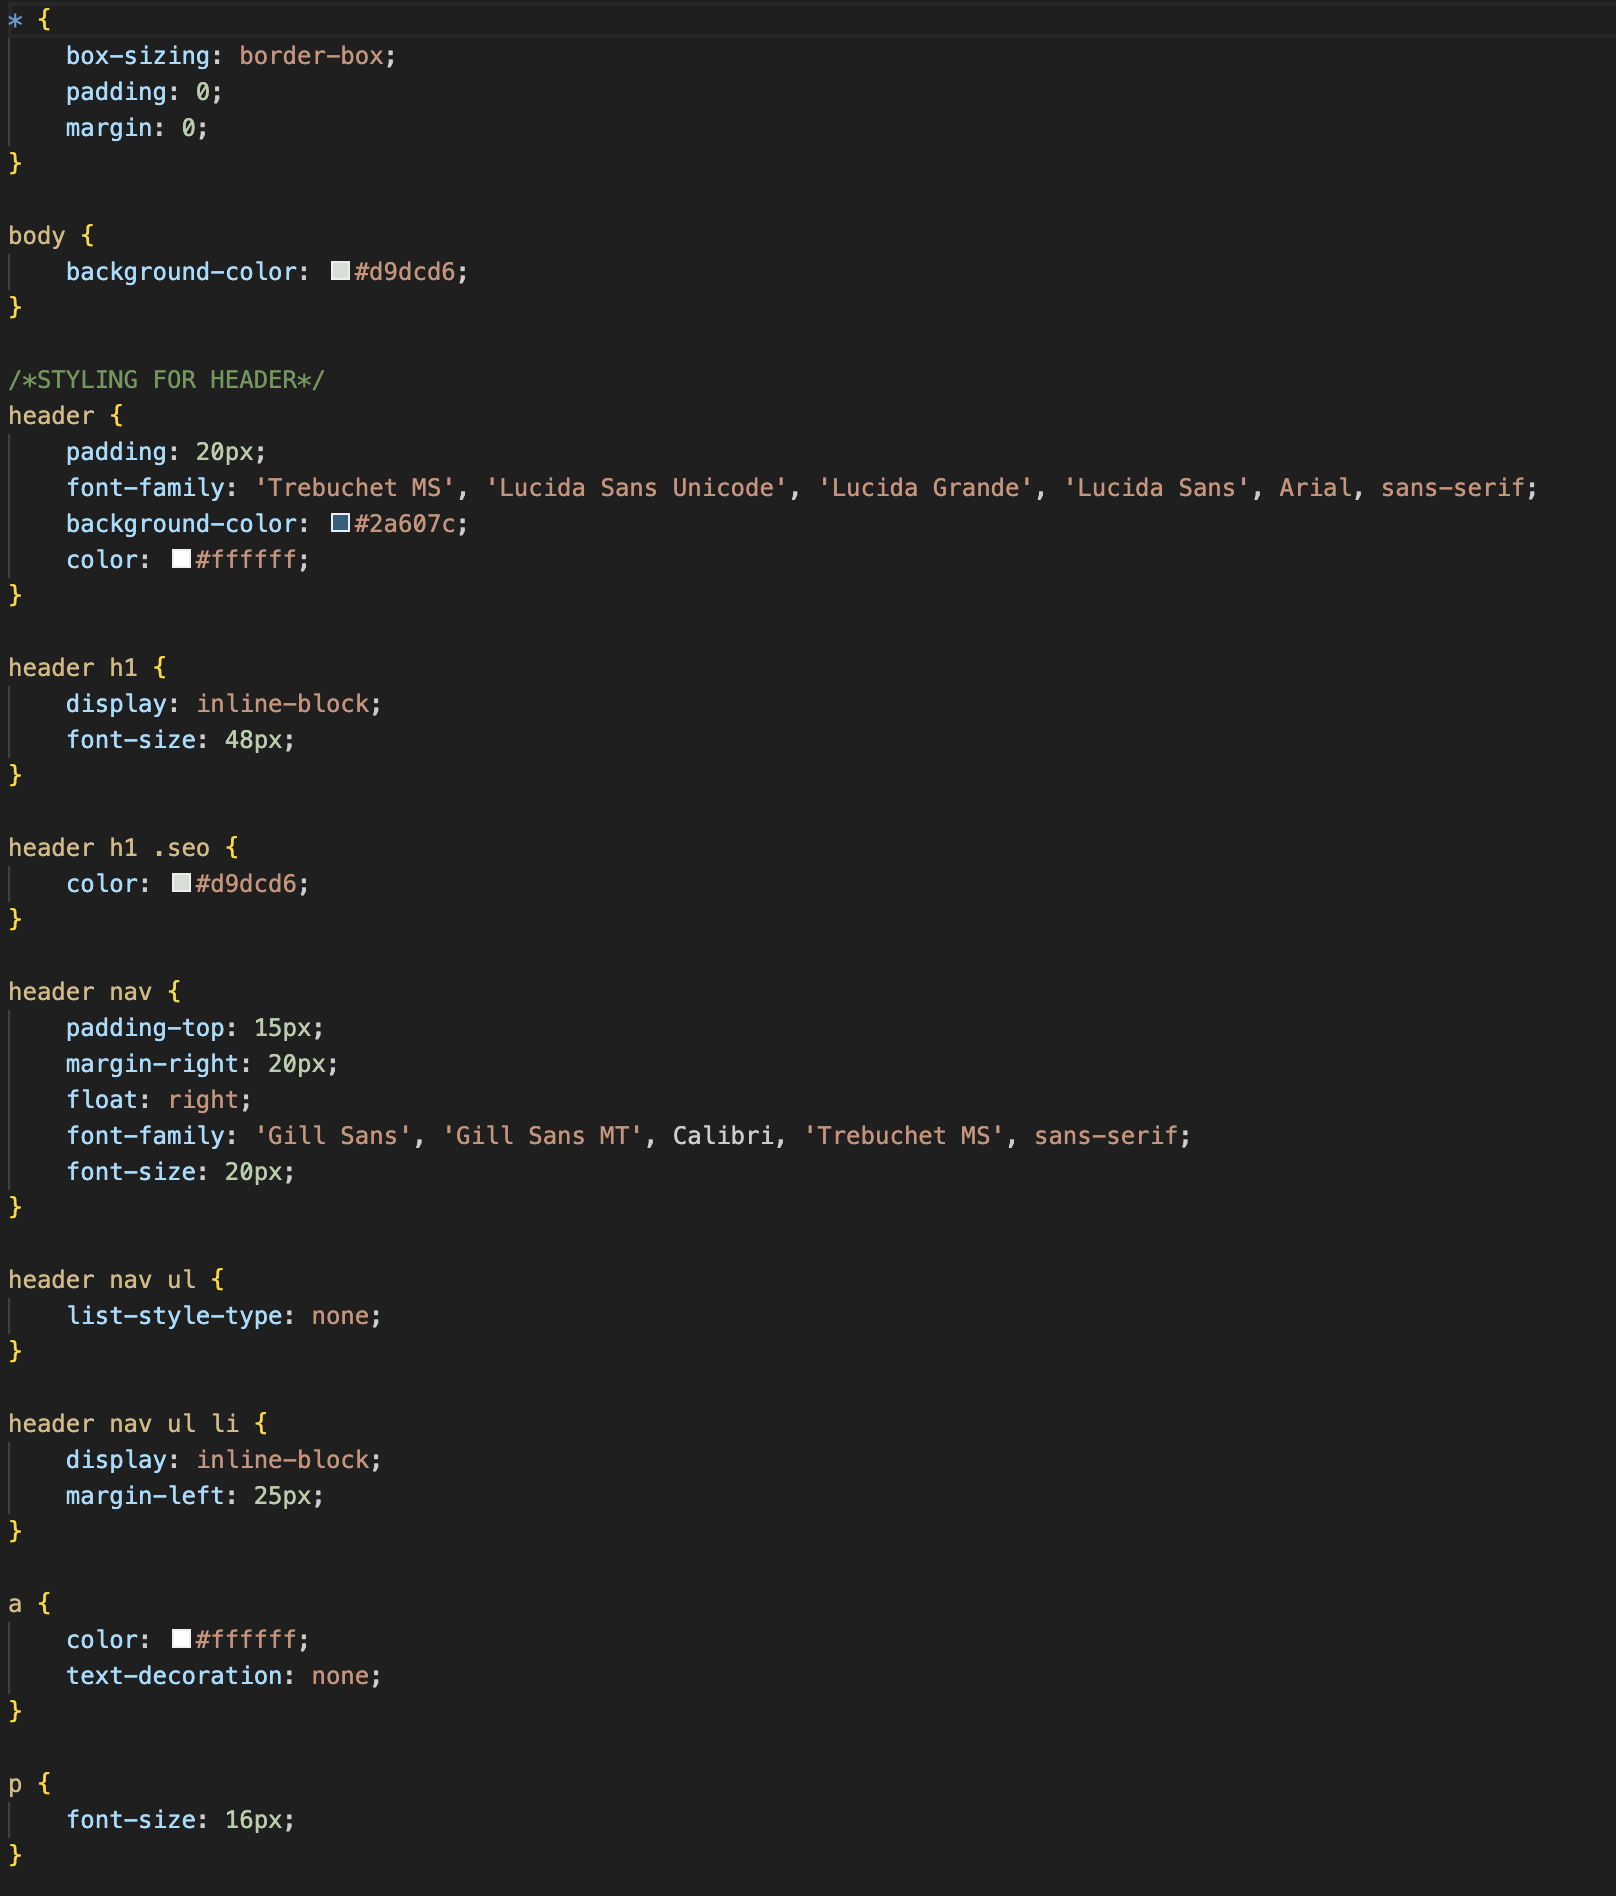 * {
    box-sizing: border-box;
    padding: 0;
    margin: 0;
}

body {
    background-color: #d9dcd6;
}

/*STYLING FOR HEADER*/
header {
    padding: 20px;
    font-family: 'Trebuchet MS', 'Lucida Sans Unicode', 'Lucida Grande', 'Lucida Sans', Arial, sans-serif;
    background-color: #2a607c;
    color: #ffffff;
}

header h1 {
    display: inline-block;
    font-size: 48px;
}

header h1 .seo {
    color: #d9dcd6;
}

header nav {
    padding-top: 15px;
    margin-right: 20px;
    float: right;
    font-family: 'Gill Sans', 'Gill Sans MT', Calibri, 'Trebuchet MS', sans-serif;
    font-size: 20px;
}

header nav ul {
    list-style-type: none;
}

header nav ul li {
    display: inline-block;
    margin-left: 25px;
}

a {
    color: #ffffff;
    text-decoration: none;
}

p {
    font-size: 16px;
}